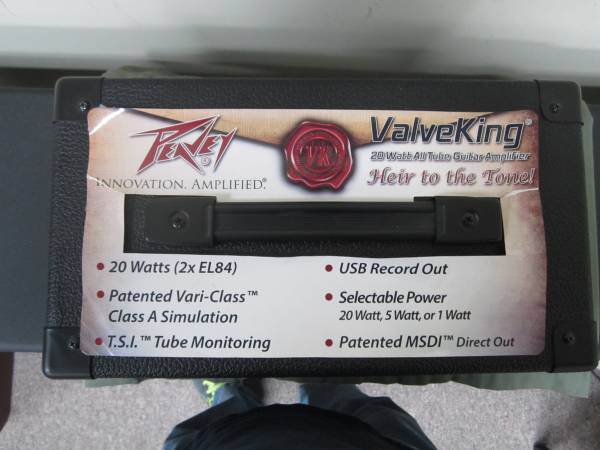 PEAVEY®
INNOVATION. AMPLIFIED.®
VK
ValveKing®
20 Watt All Tube Guitar Amplifier
Heir to the Tone!
• 20 Watts (2x EL84)
• Patented Vari-Class™
Class A Simulation
• T.S.I.™ Tube Monitoring
• USB Record Out
• Selectable Power
20 Watt, 5 Watt, or 1 Watt
• Patented MSDI™ Direct Out